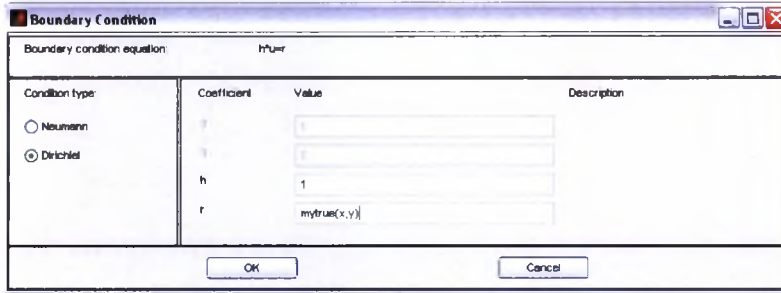 Boundary Condition
Boundary condition equation: h*u=r
Condition type: Coefficient Value Description
Neumann
Dirichlet
h 1
r mytrue(x,y)
OK Cancel